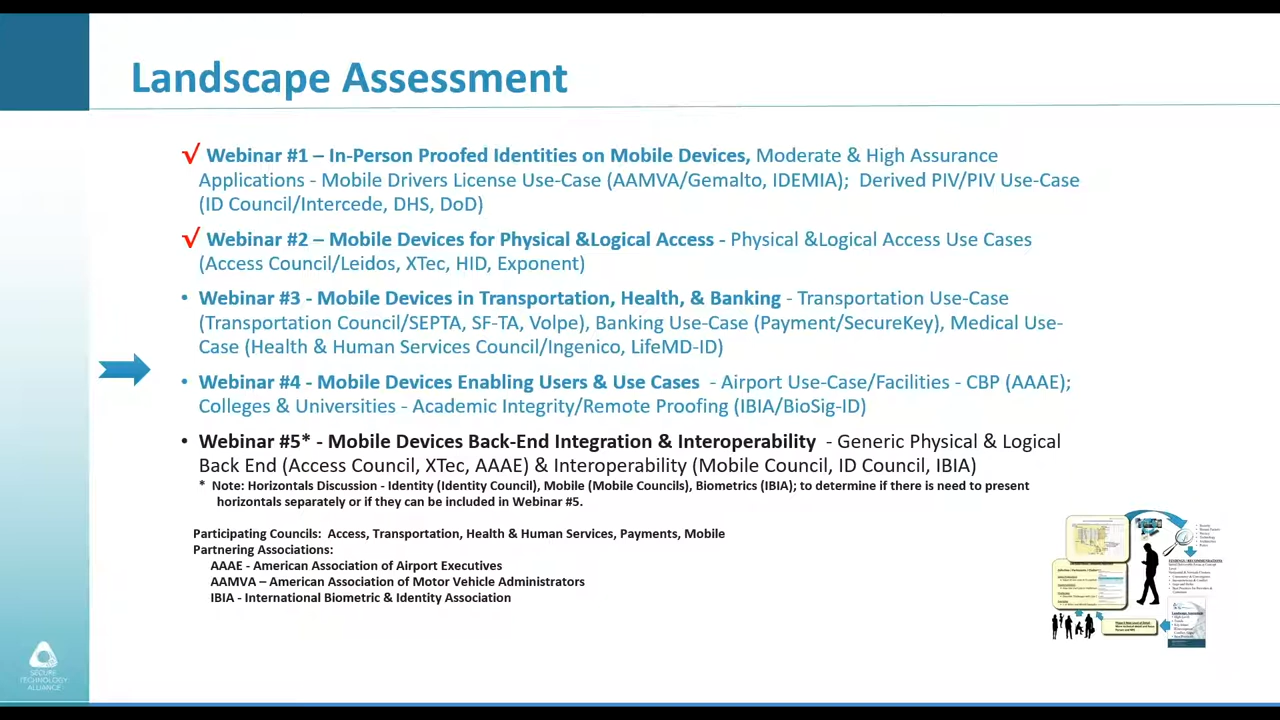 Landscape Assessment
√ Webinar #1 – In-Person Proofed Identities on Mobile Devices, Moderate & High Assurance
Applications - Mobile Drivers License Use-Case (AAMVA/Gemalto, IDEMIA); Derived PIV/PIV Use-Case
(ID Council/Intercede, DHS, DoD)
√ Webinar #2 – Mobile Devices for Physical &Logical Access - Physical &Logical Access Use Cases
(Access Council/Leidos, XTec, HID, Exponent)
• Webinar #3 - Mobile Devices in Transportation, Health, & Banking - Transportation Use-Case
(Transportation Council/SEPTA, SF-TA, Volpe), Banking Use-Case (Payment/SecureKey), Medical Use-
Case (Health & Human Services Council/Ingenico, LifeMD-ID)
• Webinar #4 - Mobile Devices Enabling Users & Use Cases - Airport Use-Case/Facilities - CBP (AAAE);
Colleges & Universities - Academic Integrity/Remote Proofing (IBIA/BioSig-ID)
• Webinar #5* - Mobile Devices Back-End Integration & Interoperability - Generic Physical & Logical
Back End (Access Council, XTec, AAAE) & Interoperability (Mobile Council, ID Council, IBIA)
* Note: Horizontals Discussion - Identity (Identity Council), Mobile (Mobile Councils), Biometrics (IBIA); to determine if there is need to present
horizontals separately or if they can be included in Webinar #5.
Participating Councils: Access, Transportation, Health & Human Services, Payments, Mobile
Partnering Associations:
AAAE - American Association of Airport Executives
AAMVA – American Association of Motor Vehicle Administrators
IBIA - International Biometric & Identity Association
SECURE
TECHNOLOGY
ALLIANCE